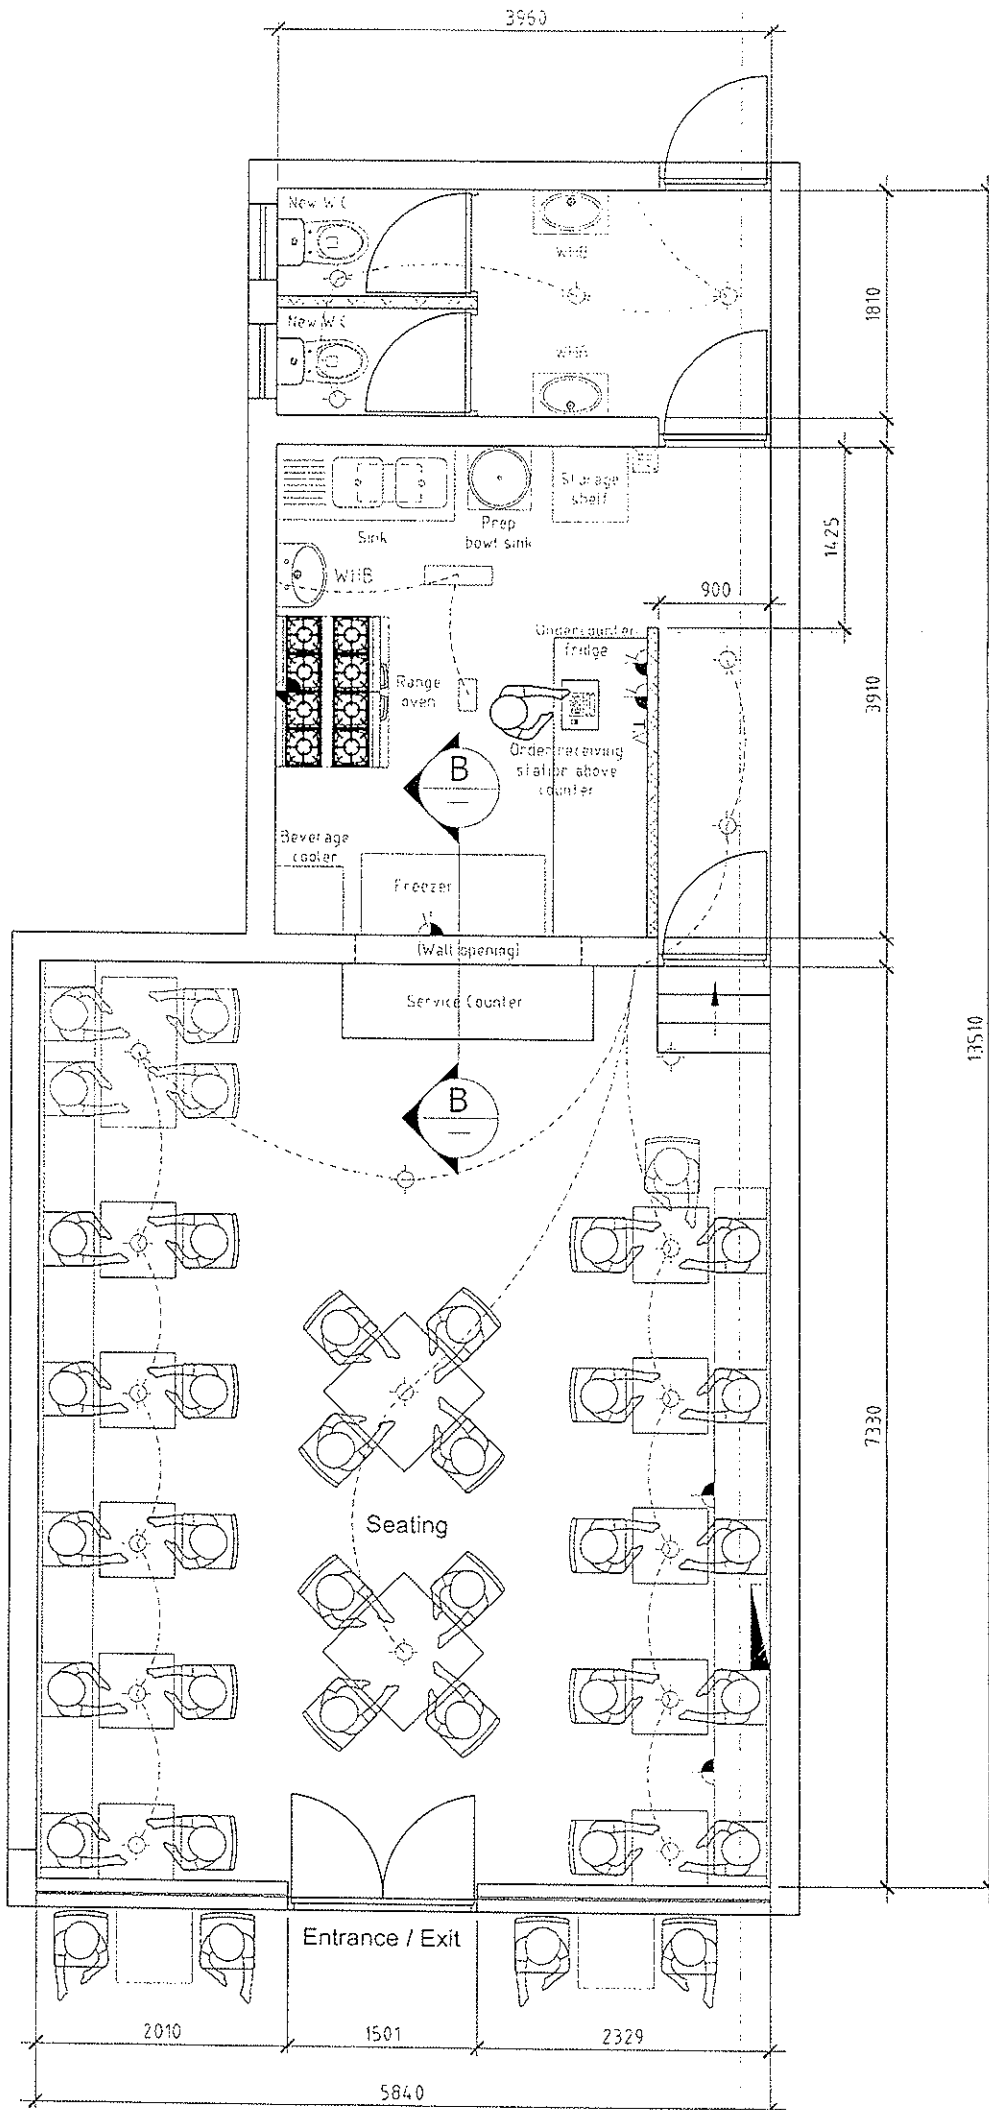 3960
New W.C
WHB
1810
New W.C
WHB
Storage
shelf
Prep
bowl sink
Sink
1425
WHB
900
Undercounter
fridge
Range
oven
3910
Order receiving
station above
counter
B
Beverage
cooler
Freezer
(Wall opening)
Service Counter
13510
B
7330
Seating
Entrance / Exit
2010
1501
2329
5840